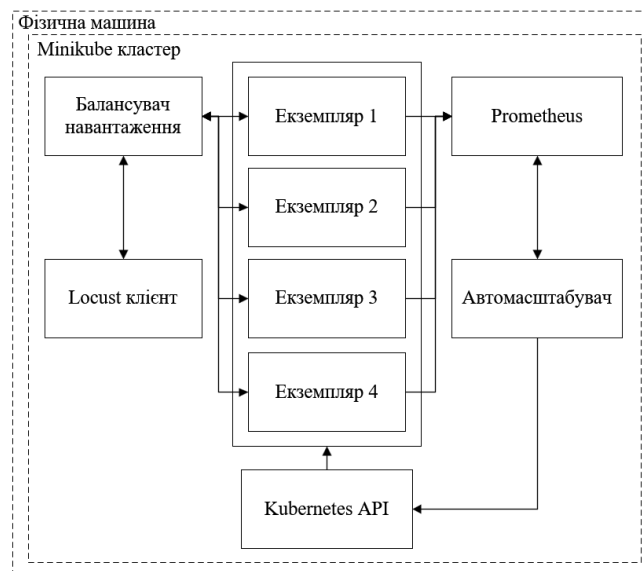 Фізична машина
Minikube кластер
Балансувач
навантаження
Екземпляр 1
Prometheus
Екземпляр 2
Locust клієнт
Екземпляр 3
Автомасштабувач
Екземпляр 4
Kubernetes API